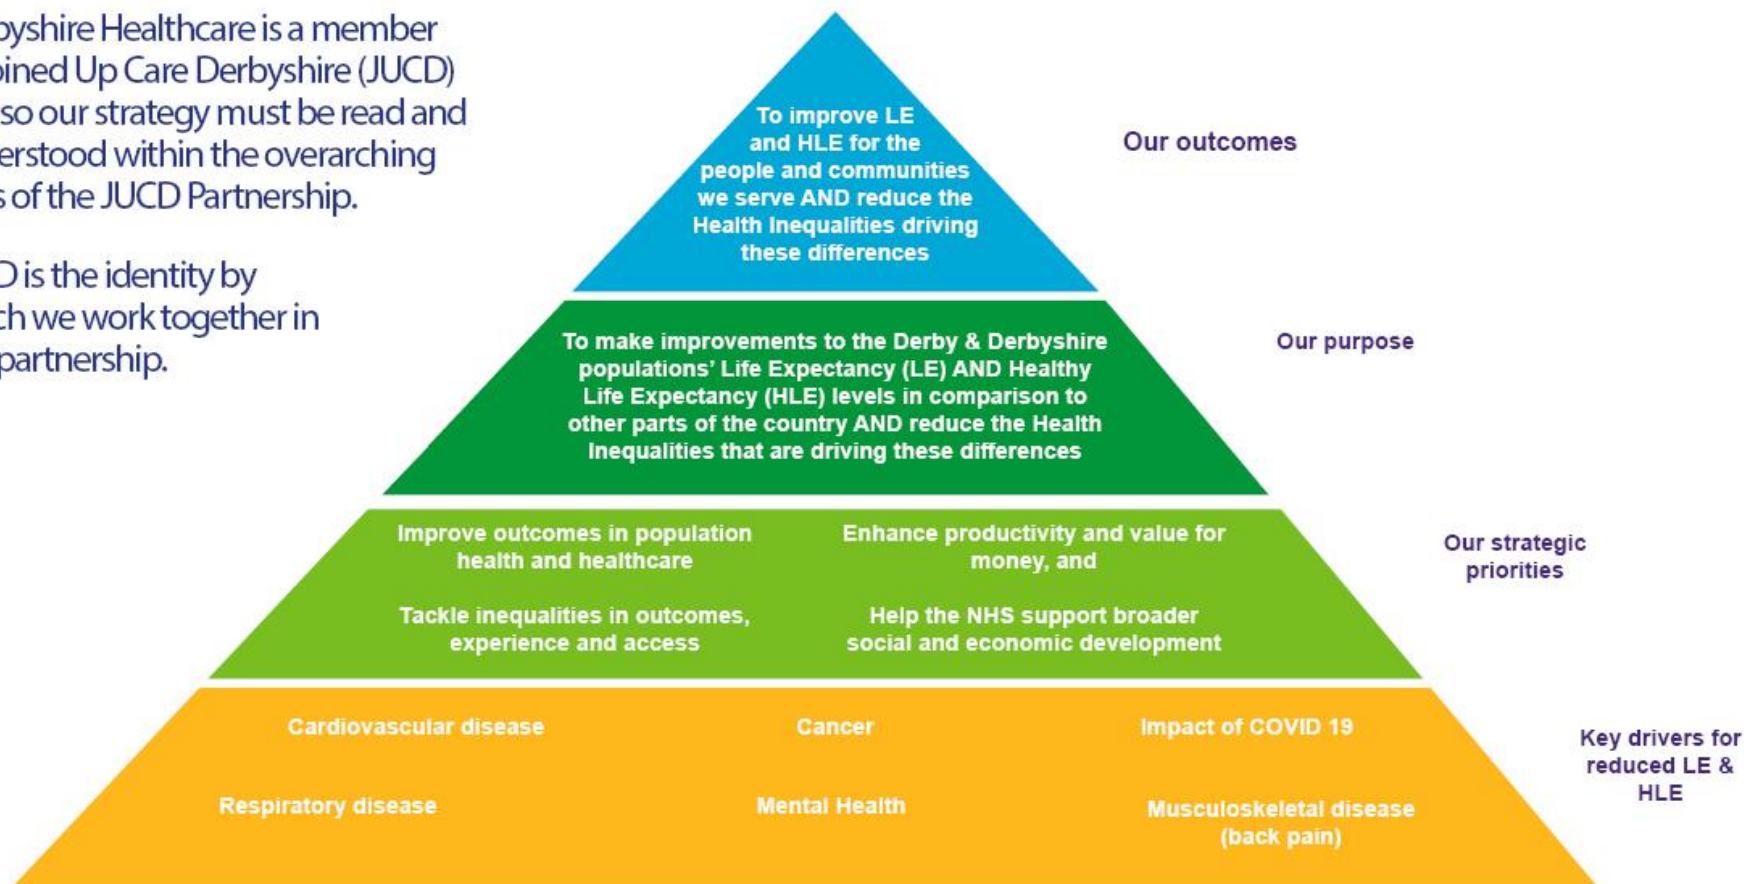 byshire Healthcare is a member
oined Up Care Derbyshire (JUCD)
so our strategy must be read and
erstood within the overarching
s of the JUCD Partnership.
D is the identity by
ch we work together in
partnership.
To improve LE
and HLE for the
people and communities
we serve AND reduce the
Health Inequalities driving
these differences
Our outcomes
To make improvements to the Derby & Derbyshire
populations' Life Expectancy (LE) AND Healthy
Life Expectancy (HLE) levels in comparison to
other parts of the country AND reduce the Health
Inequalities that are driving these differences
Our purpose
Improve outcomes in population
health and healthcare
Enhance productivity and value for
money, and
Tackle inequalities in outcomes,
experience and access
Help the NHS support broader
social and economic development
Our strategic
priorities
Cardiovascular disease
Cancer
Impact of COVID 19
Respiratory disease
Mental Health
Musculoskeletal disease
(back pain)
Key drivers for
reduced LE &
HLE